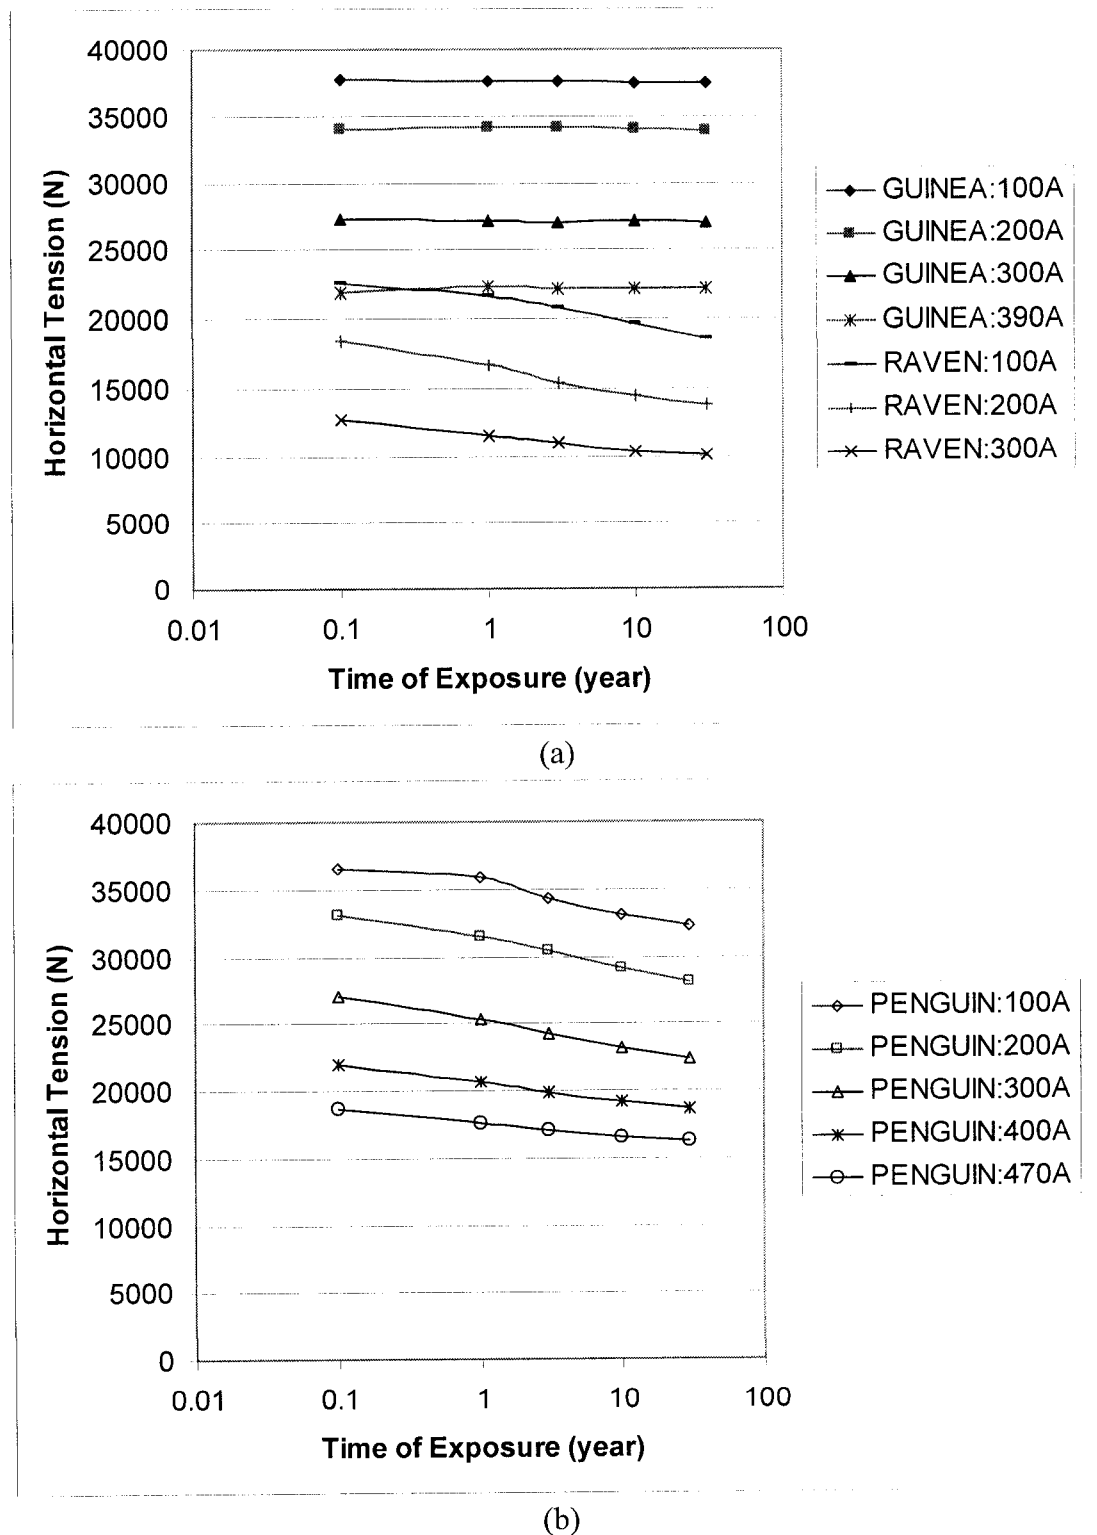 40000
35000
30000
25000
20000
15000
10000
5000
0
Horizontal Tension (N)
0.01 0.1 1 10 100
Time of Exposure (year)
GUINEA:100A
GUINEA:200A
GUINEA:300A
GUINEA:390A
RAVEN:100A
RAVEN:200A
RAVEN:300A
(a)
40000
35000
30000
25000
20000
15000
10000
5000
0
Horizontal Tension (N)
0.01 0.1 1 10 100
Time of Exposure (year)
PENGUIN:100A
PENGUIN:200A
PENGUIN:300A
PENGUIN:400A
PENGUIN:470A
(b)